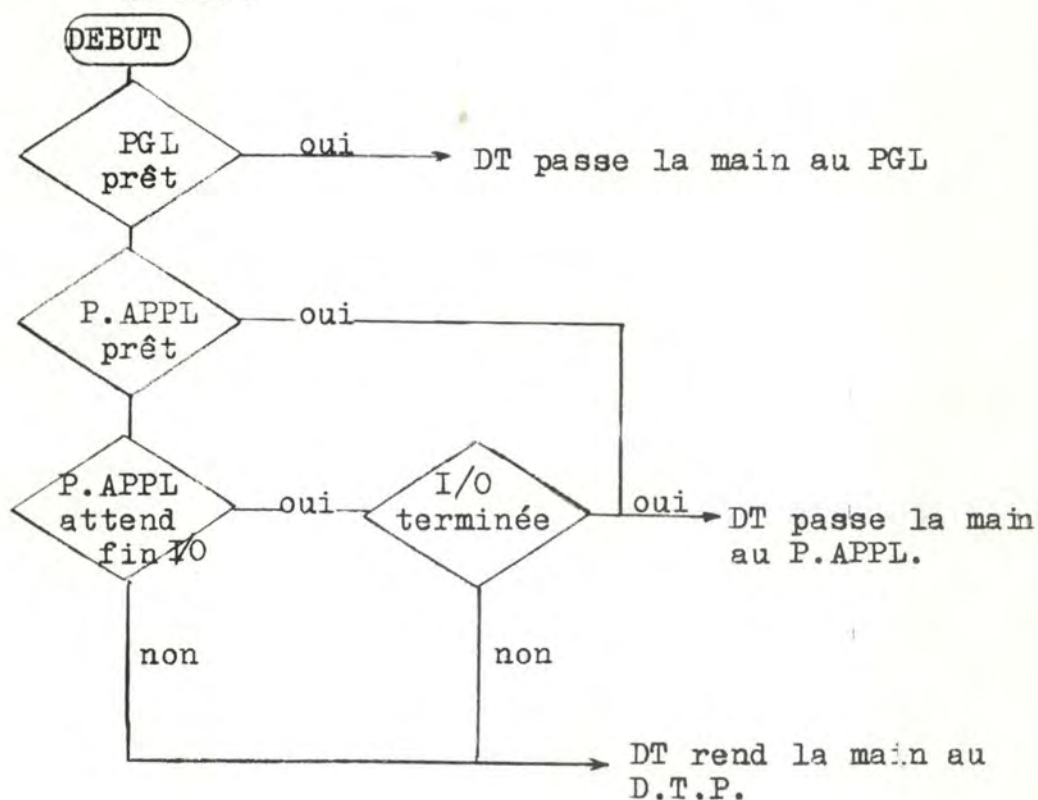 DEBUT
PGL
prêt
oui
DT passe la main au PGL
P.APPL
prêt
oui
P.APPL
attend
fin I/O
oui
I/O
terminée
oui
DT passe la main
au P.APPL.
non
non
DT rend la main au
D.T.P.